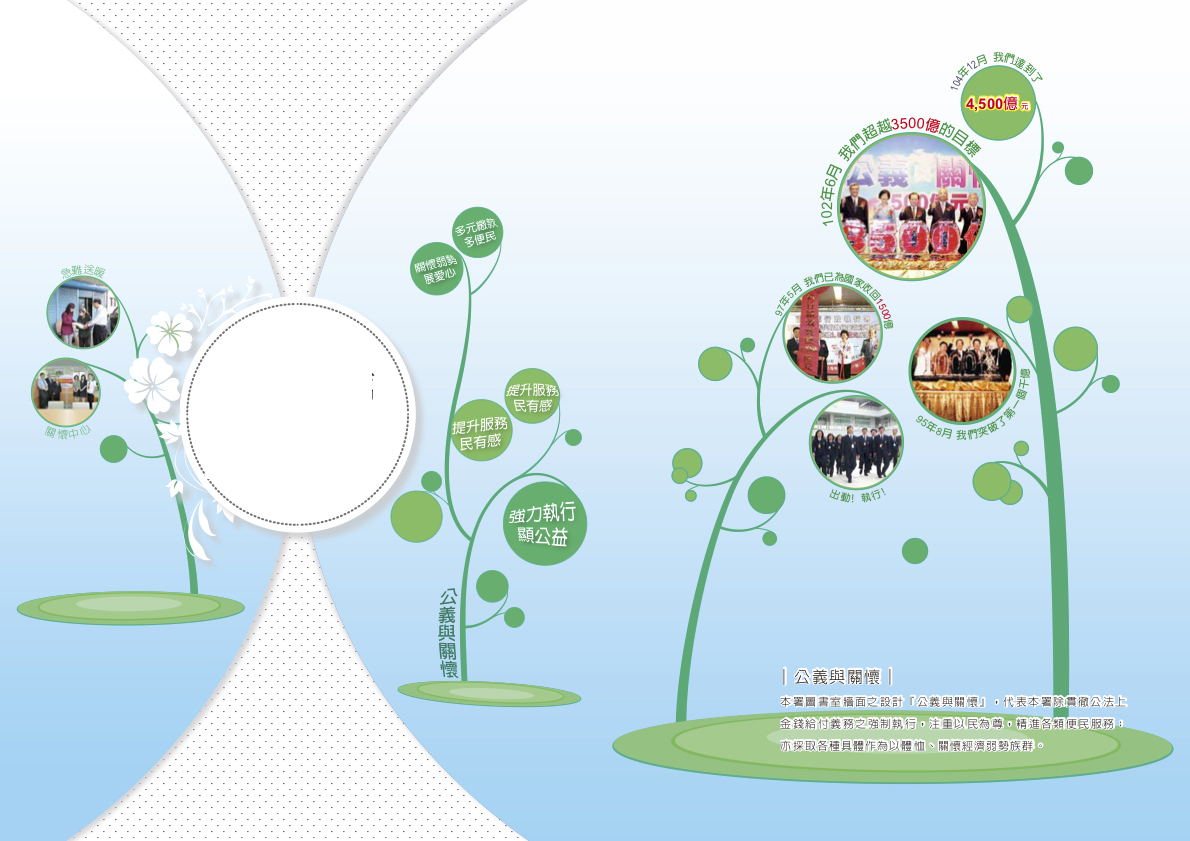 急難送暖
關懷中心
多元繳款
多便民
關懷弱勢
展愛心
提升服務
民有感
提升服務
民有感
強力執行
顯公益
公義與關懷
104年12月 我們達到了
4,500億元
102年6月 我們超越3500億的目標
公義 關
97年5月 我們已為國家收回1500億
95年8月 我們突破了第一個千億
出動! 執行!
｜公義與關懷｜
本署圖書室牆面之設計「公義與關懷」，代表本署除貫徹公法上
金錢給付義務之強制執行，注重以民為尊，精進各類便民服務；
亦採取各種具體作為以體恤、關懷經濟弱勢族群。